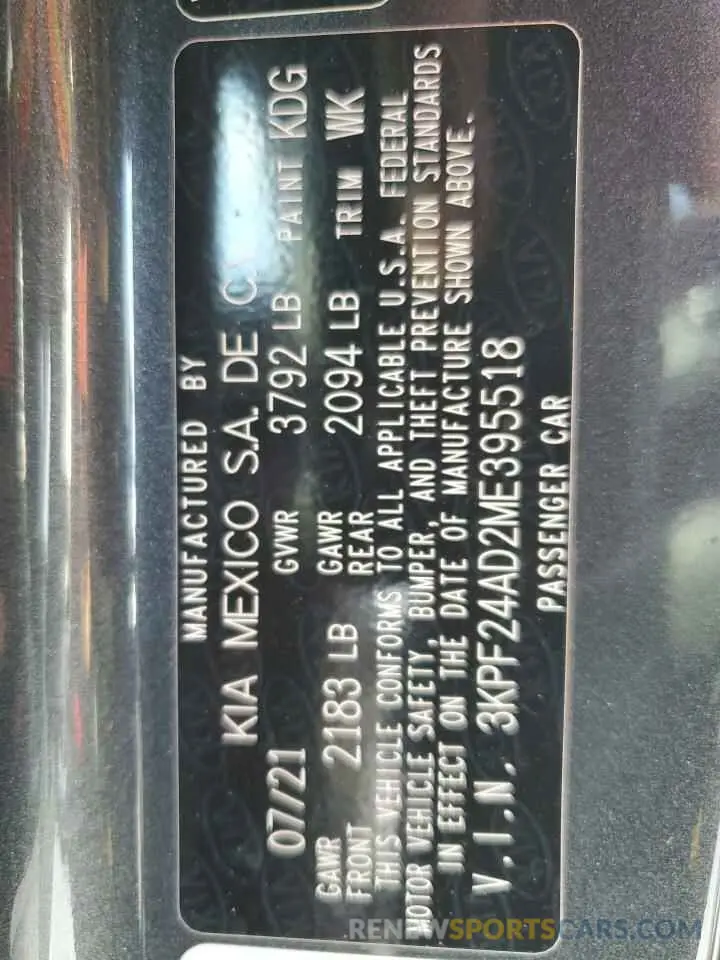 MANUFACTURED BY
KIA MEXICO S.A. DE C.
07/21 GVWR 3792 LB PAINT KDG
GAWR FRONT 2183 LB GAWR REAR 2094 LB TRIM WK
THIS VEHICLE CONFORMS TO ALL APPLICABLE U.S.A. FEDERAL
MOTOR VEHICLE SAFETY, BUMPER, AND THEFT PREVENTION STANDARDS
IN EFFECT ON THE DATE OF MANUFACTURE SHOWN ABOVE.
V.I.N. 3KPF24AD2ME395518
PASSENGER CAR
RENEWSPORTSCARS.COM